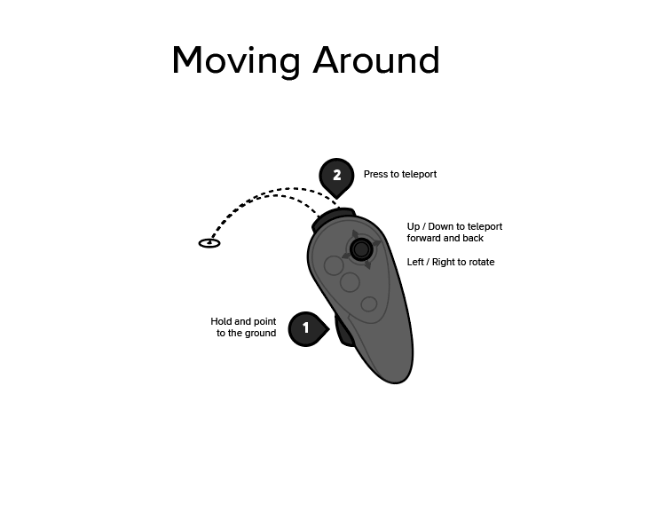 Moving Around
2
Press to teleport
Up / Down to teleport
forward and back
Left / Right to rotate
Hold and point
to the ground
1